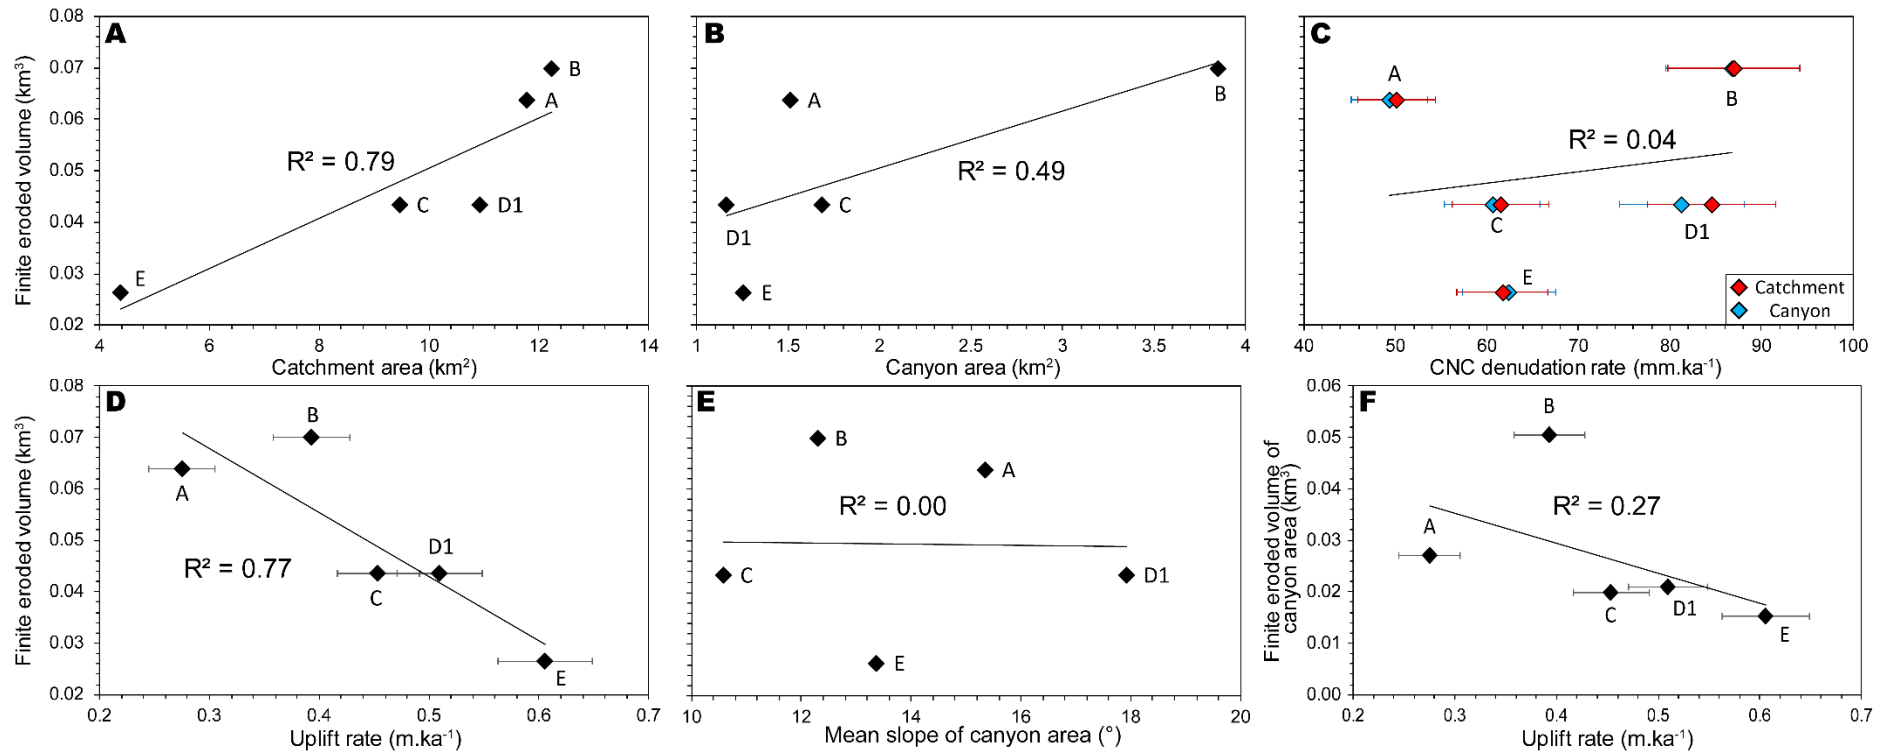 A
Finite eroded volume (km³)
0.08
0.07
0.06
0.05
0.04
0.03
0.02
B
A
R² = 0.79
C
D1
E
4
6
8
10
12
14
Catchment area (km²)
B
A
B
R² = 0.49
C
D1
E
1
1.5
2
2.5
3
3.5
4
Canyon area (km²)
C
A
B
R² = 0.04
C
D1
E
Catchment
Canyon
40
50
60
70
80
90
100
CNC denudation rate (mm.ka⁻¹)
D
Finite eroded volume (km³)
0.08
0.07
0.06
0.05
0.04
0.03
0.02
B
A
D1
R² = 0.77
C
E
0.2
0.3
0.4
0.5
0.6
0.7
Uplift rate (m.ka⁻¹)
E
B
A
R² = 0.00
C
D1
E
10
12
14
16
18
20
Mean slope of canyon area (°)
F
Finite eroded volume of
canyon area (km³)
0.06
0.05
0.04
0.03
0.02
0.01
0.00
B
R² = 0.27
A
C
D1
E
0.2
0.3
0.4
0.5
0.6
0.7
Uplift rate (m.ka⁻¹)